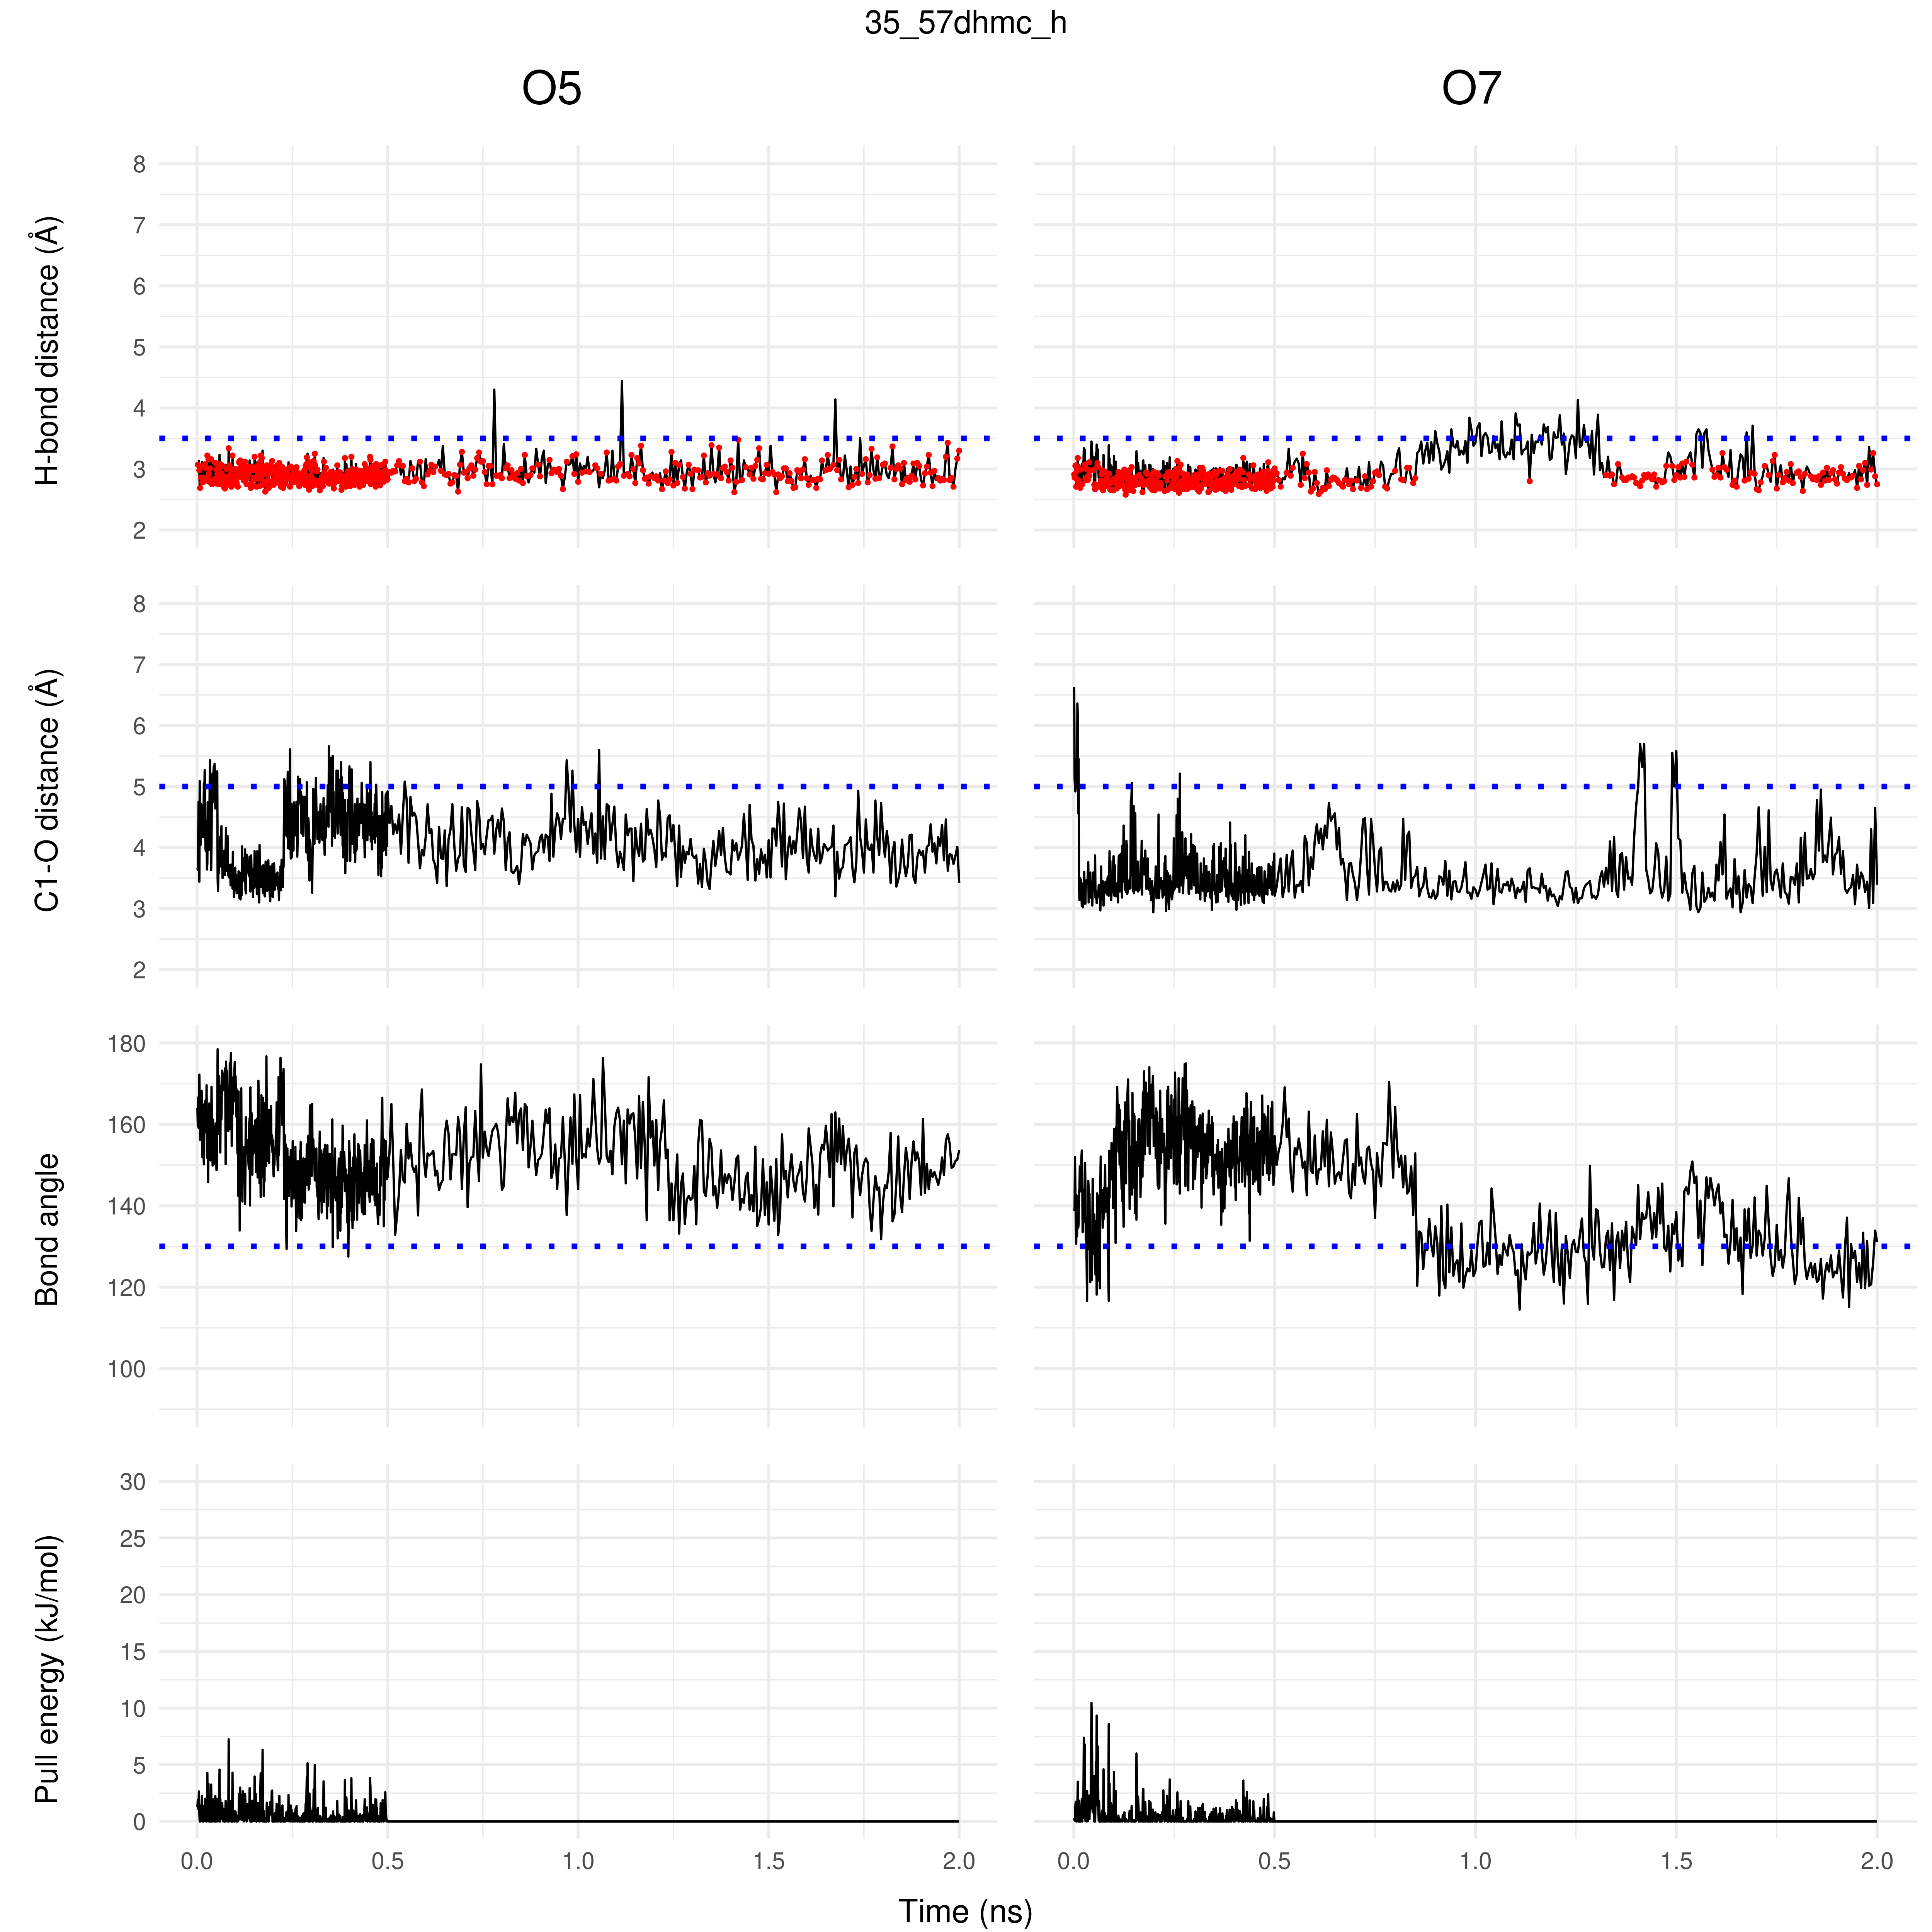 35_57dhmc_h
O5
O7
H-bond distance (Å)
8
7
6
5
4
3
2
C1-O distance (Å)
8
7
6
5
4
3
2
Bond angle
180
160
140
120
100
Pull energy (kJ/mol)
30
25
20
15
10
5
0
0.0 0.5 1.0 1.5 2.0 0.0 0.5 1.0 1.5 2.0
Time (ns)